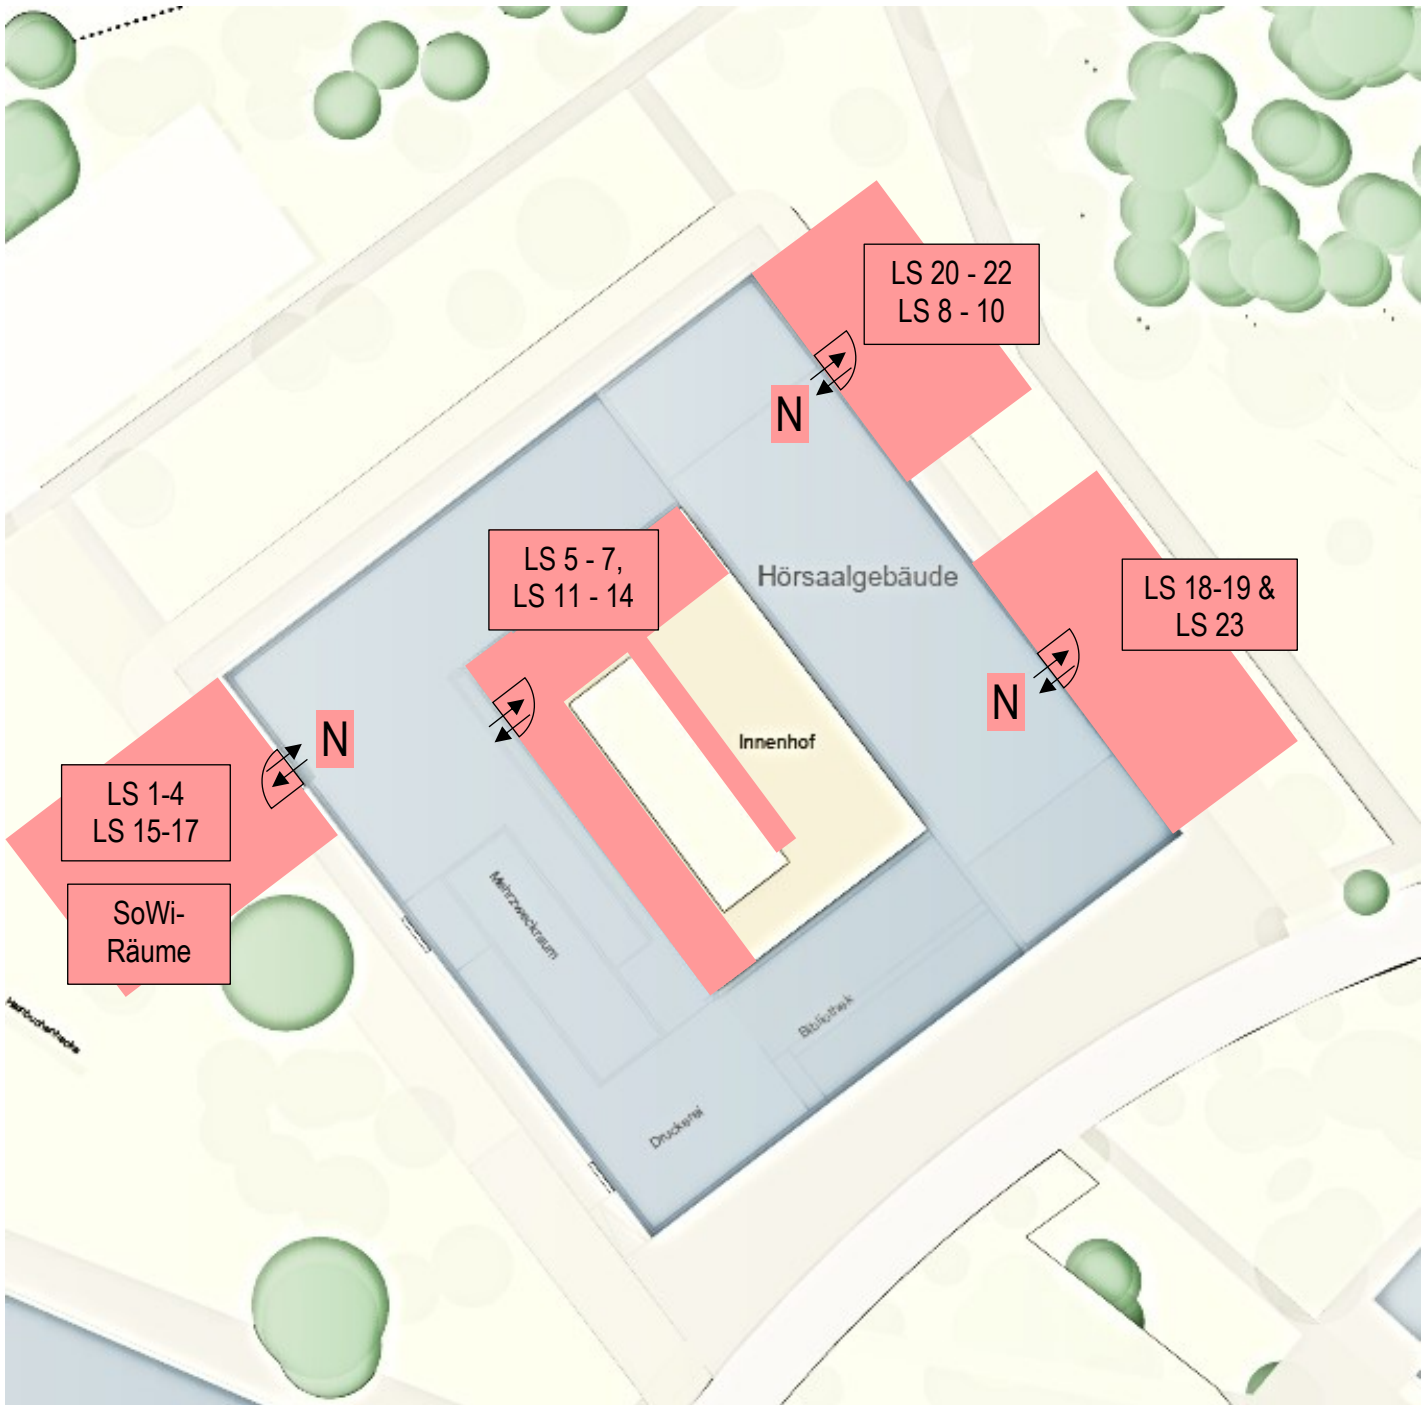 LS 20 - 22
LS 8 - 10
N
LS 5 - 7,
LS 11 - 14
Hörsaalgebäude
LS 18-19 &
LS 23
N
N
Innenhof
LS 1-4
LS 15-17
SoWi-
Räume
Mehrzweckraum
Bibliothek
Hainbuchenhecke
Druckerei